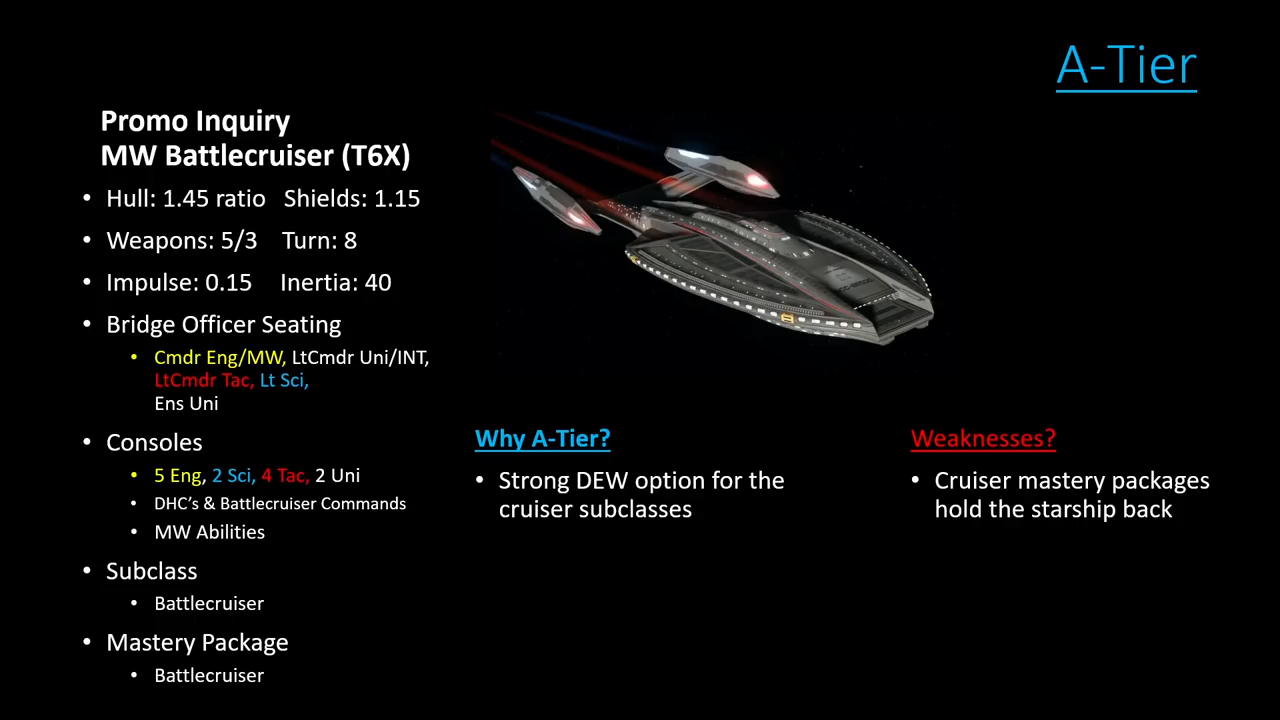 A-Tier
Promo Inquiry
MW Battlecruiser (T6X)
• Hull: 1.45 ratio Shields: 1.15
• Weapons: 5/3 Turn: 8
• Impulse: 0.15 Inertia: 40
• Bridge Officer Seating
• Cmdr Eng/MW, LtCmdr Uni/INT,
LtCmdr Tac, Lt Sci,
Ens Uni
• Consoles
• 5 Eng, 2 Sci, 4 Tac, 2 Uni
• DHC's & Battlecruiser Commands
• MW Abilities
• Subclass
• Battlecruiser
• Mastery Package
• Battlecruiser
Why A-Tier?
• Strong DEW option for the
cruiser subclasses
Weaknesses?
• Cruiser mastery packages
hold the starship back